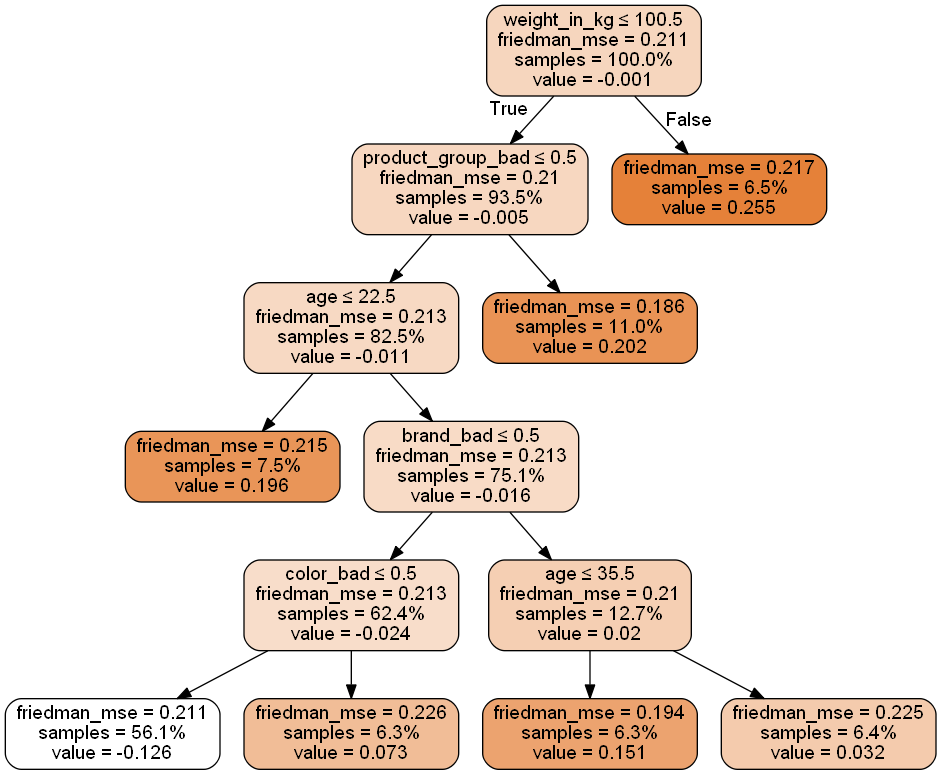 weight_in_kg ≤ 100.5
friedman_mse = 0.211
samples = 100.0%
value = -0.001
True
False
product_group_bad ≤ 0.5
friedman_mse = 0.21
samples = 93.5%
value = -0.005
friedman_mse = 0.217
samples = 6.5%
value = 0.255
age ≤ 22.5
friedman_mse = 0.213
samples = 82.5%
value = -0.011
friedman_mse = 0.186
samples = 11.0%
value = 0.202
friedman_mse = 0.215
samples = 7.5%
value = 0.196
brand_bad ≤ 0.5
friedman_mse = 0.213
samples = 75.1%
value = -0.016
color_bad ≤ 0.5
friedman_mse = 0.213
samples = 62.4%
value = -0.024
age ≤ 35.5
friedman_mse = 0.21
samples = 12.7%
value = 0.02
friedman_mse = 0.211
samples = 56.1%
value = -0.126
friedman_mse = 0.226
samples = 6.3%
value = 0.073
friedman_mse = 0.194
samples = 6.3%
value = 0.151
friedman_mse = 0.225
samples = 6.4%
value = 0.032